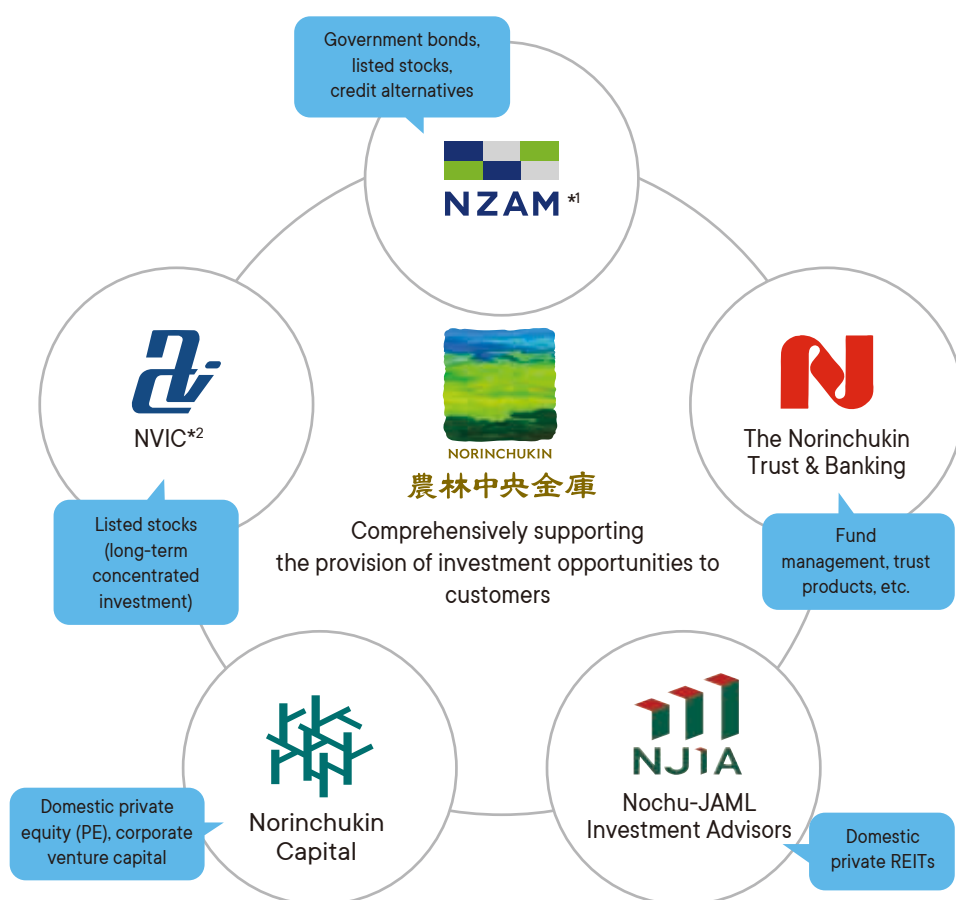 Government bonds,
listed stocks,
credit alternatives
NZAM *1
NVIC*2
Listed stocks
(long-term
concentrated
investment)
NORINCHUKIN
農林中央金庫
Comprehensively supporting
the provision of investment opportunities to
customers
The Norinchukin
Trust & Banking
Fund
management, trust
products, etc.
Norinchukin
Capital
Domestic private
equity (PE), corporate
venture capital
NJIA
Nochu-JAML
Investment Advisors
Domestic
private REITs